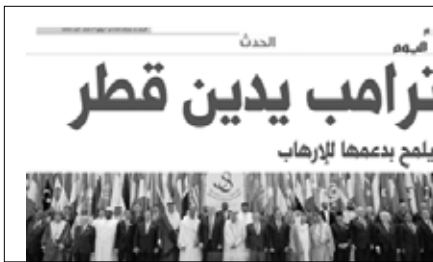 اليوم
الحدث
ترامب يدين قطر
يلمح بدعمها للإرهاب